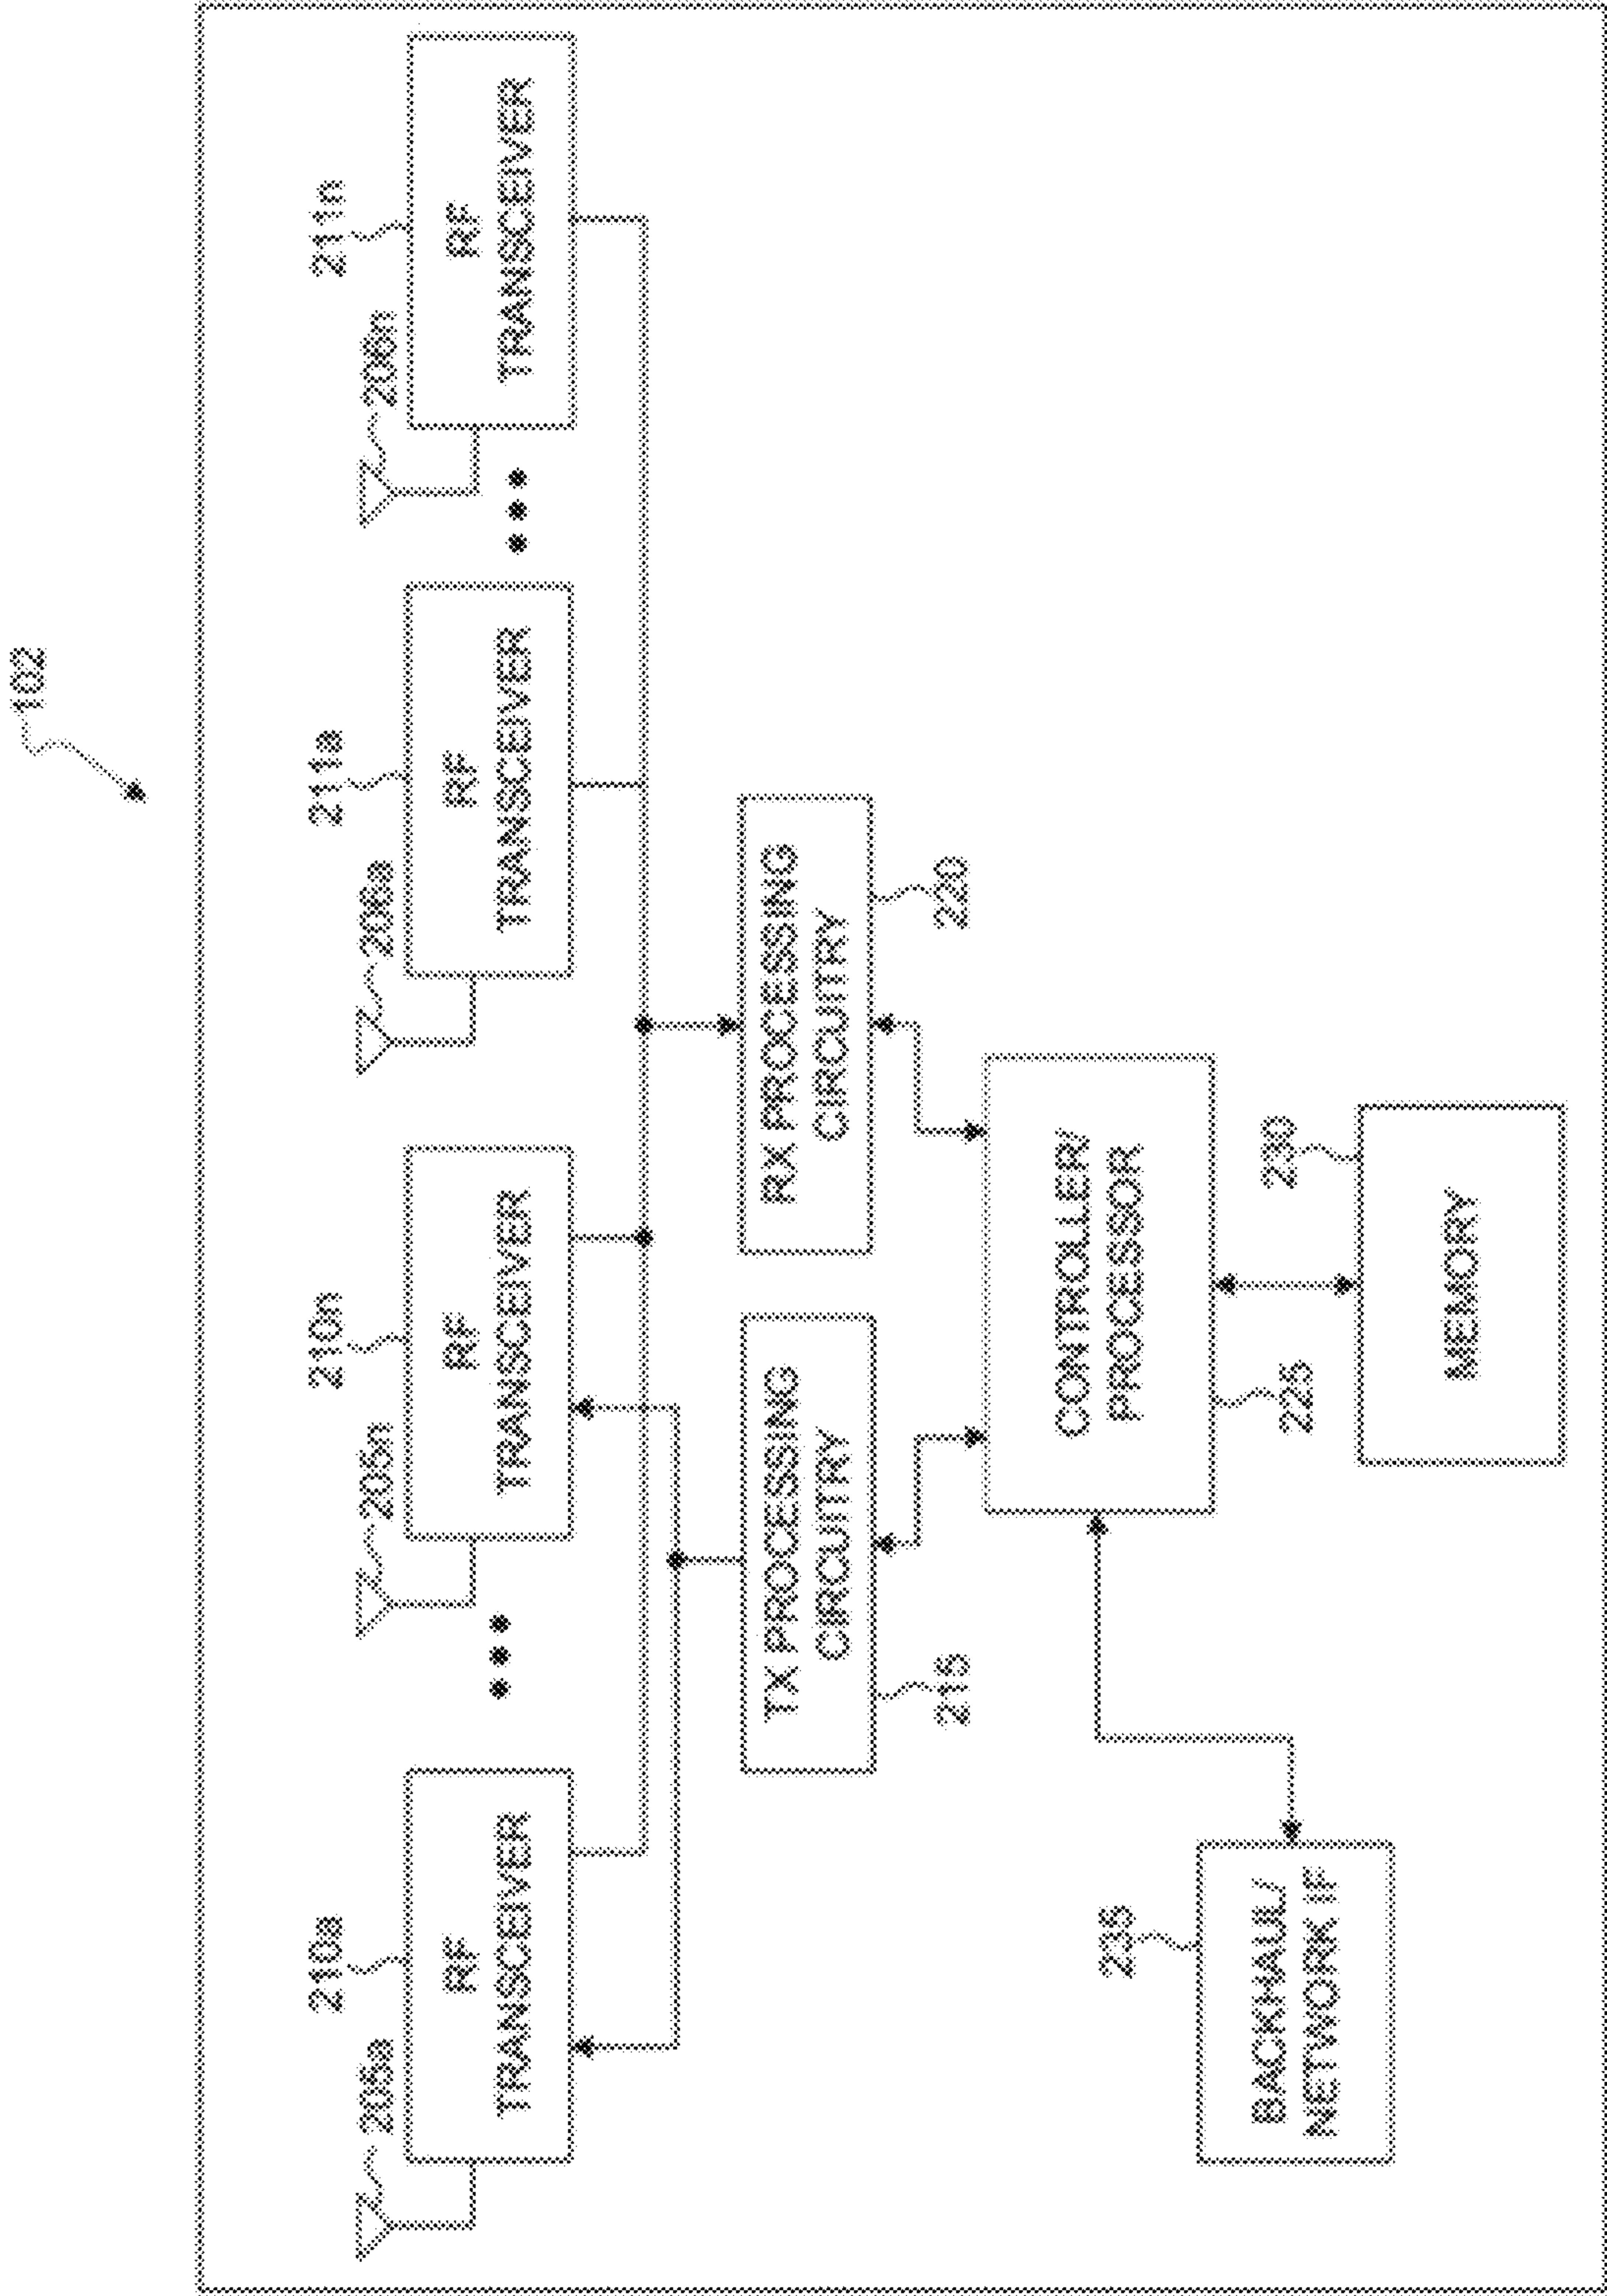 102
205a
210a
RF
TRANSCEIVER
205n
210n
RF
TRANSCEIVER
206a
211a
RF
TRANSCEIVER
206n
211n
RF
TRANSCEIVER
TX PROCESSING
CIRCUITRY
215
RX PROCESSING
CIRCUITRY
220
CONTROLLER/
PROCESSOR
225
235
BACKHAUL/
NETWORK IF
230
MEMORY